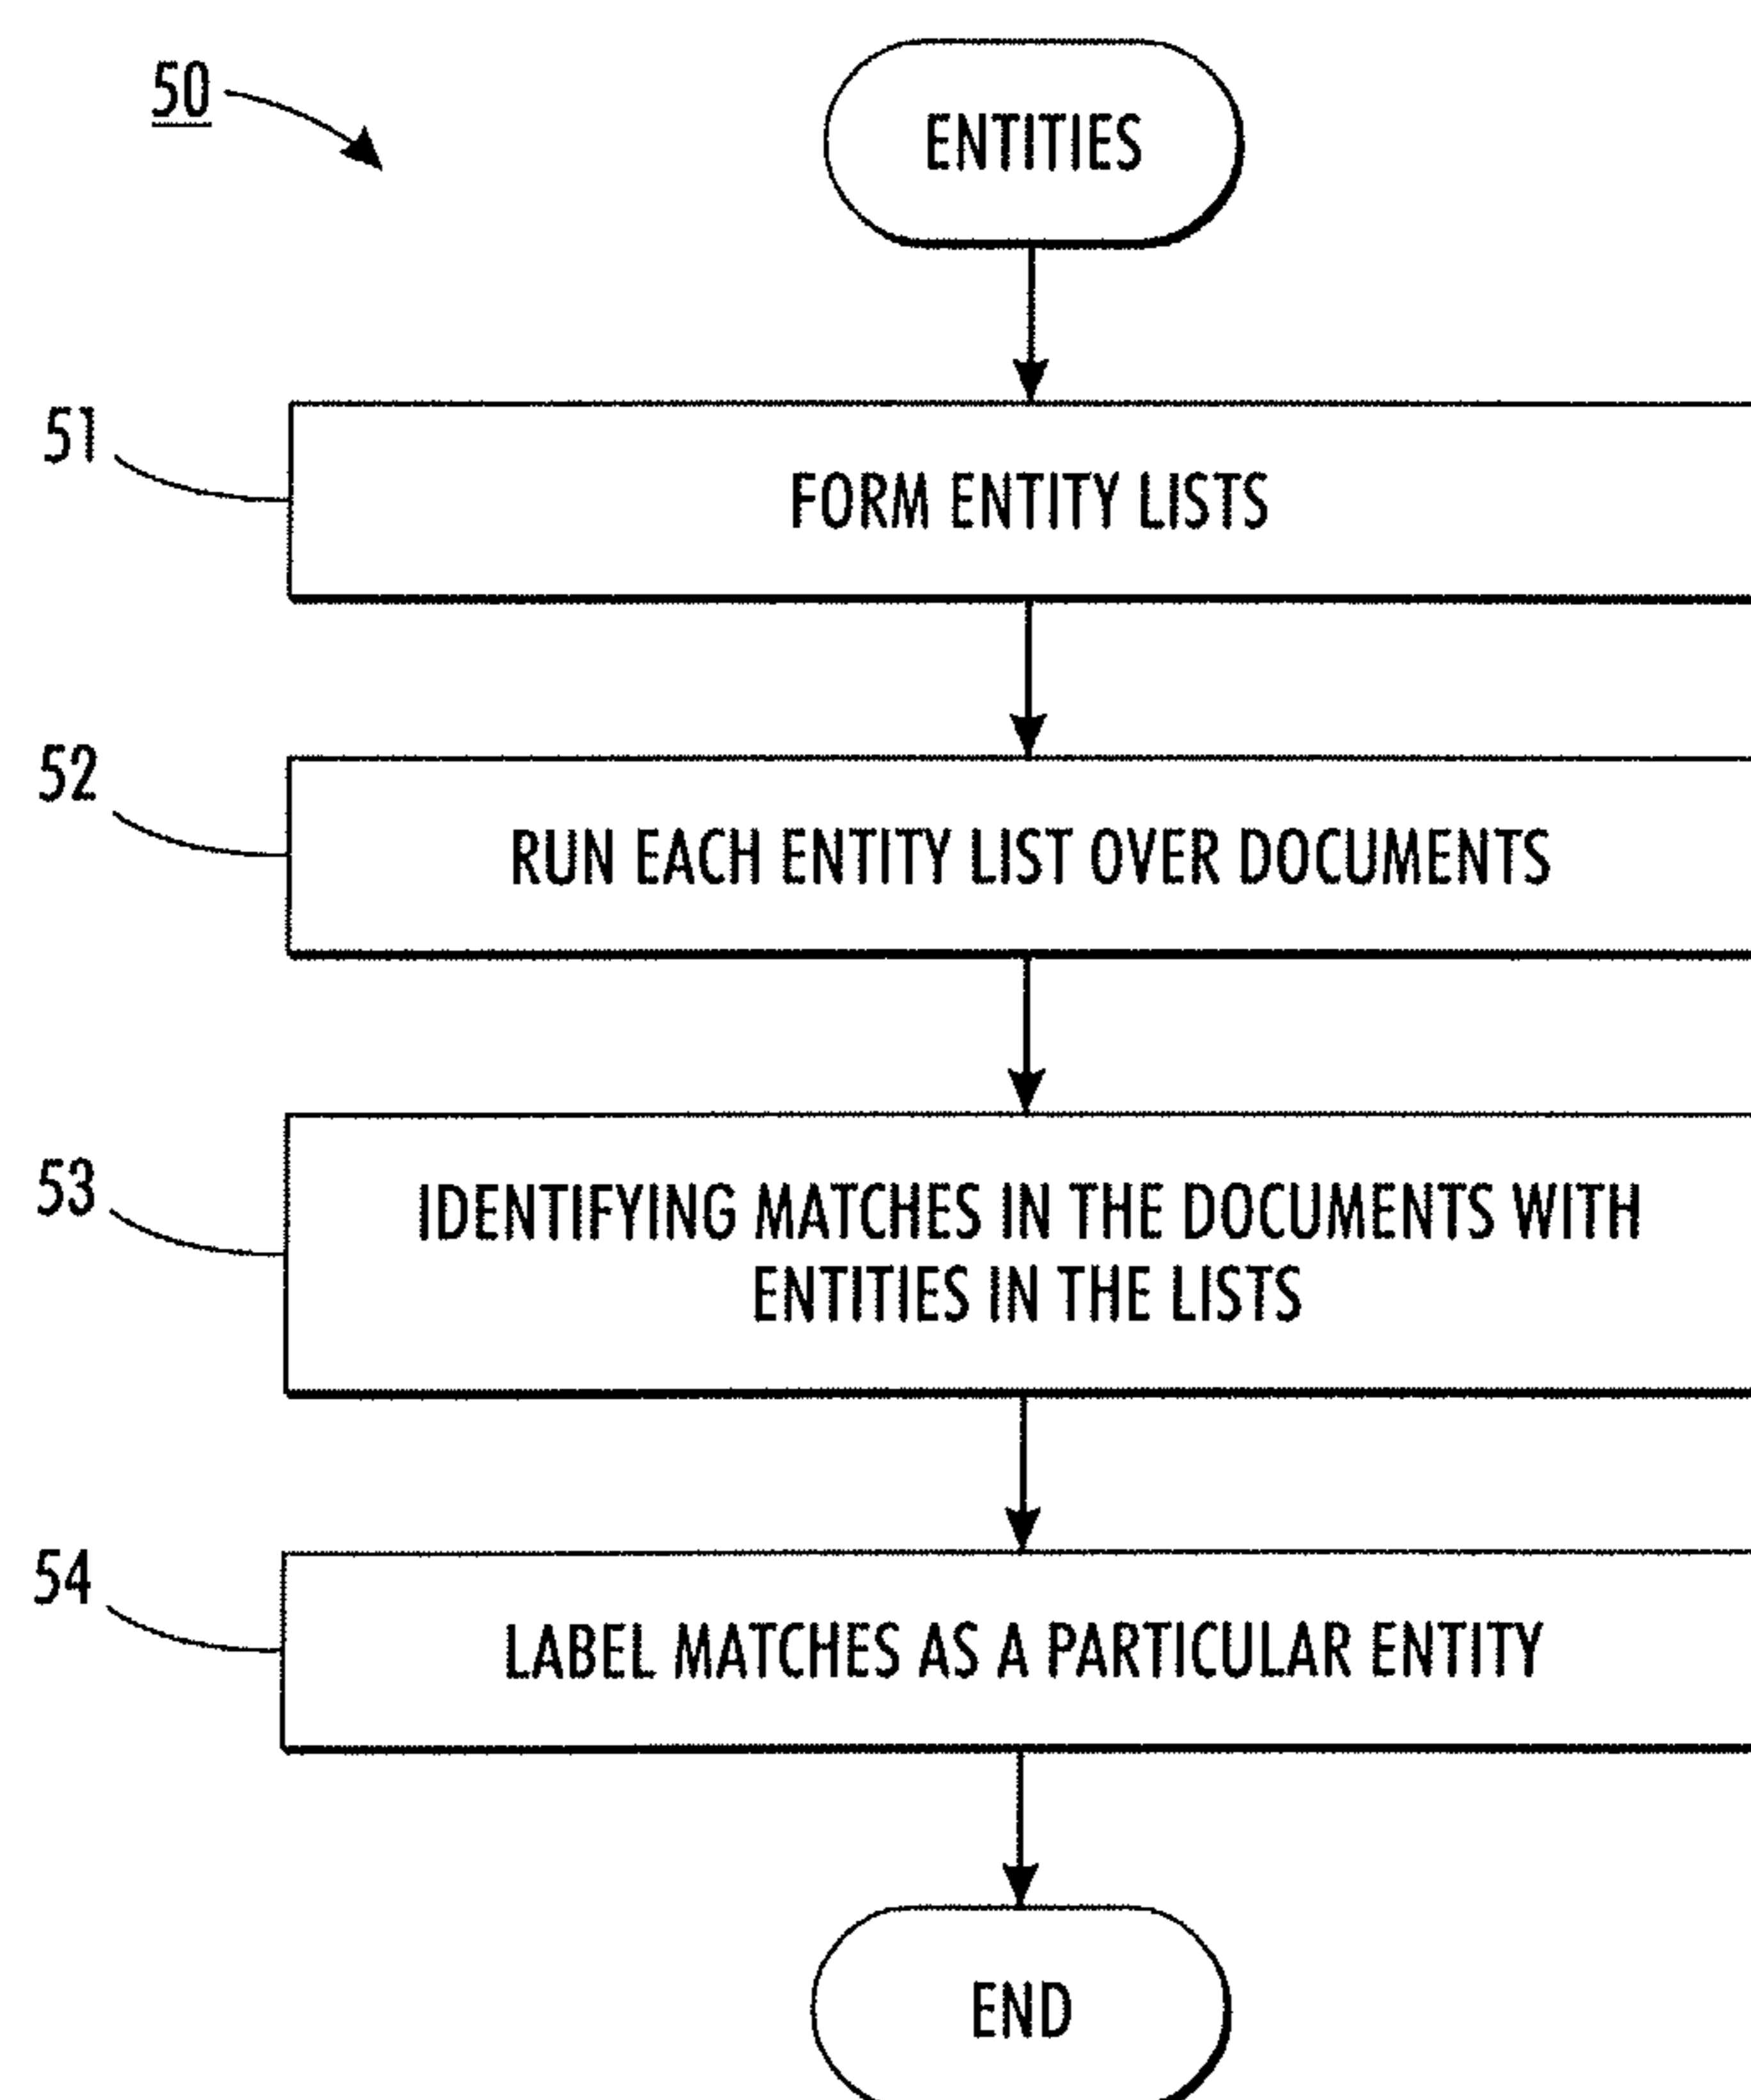 50
ENTITIES
51
FORM ENTITY LISTS
52
RUN EACH ENTITY LIST OVER DOCUMENTS
53
IDENTIFYING MATCHES IN THE DOCUMENTS WITH
ENTITIES IN THE LISTS
54
LABEL MATCHES AS A PARTICULAR ENTITY
END